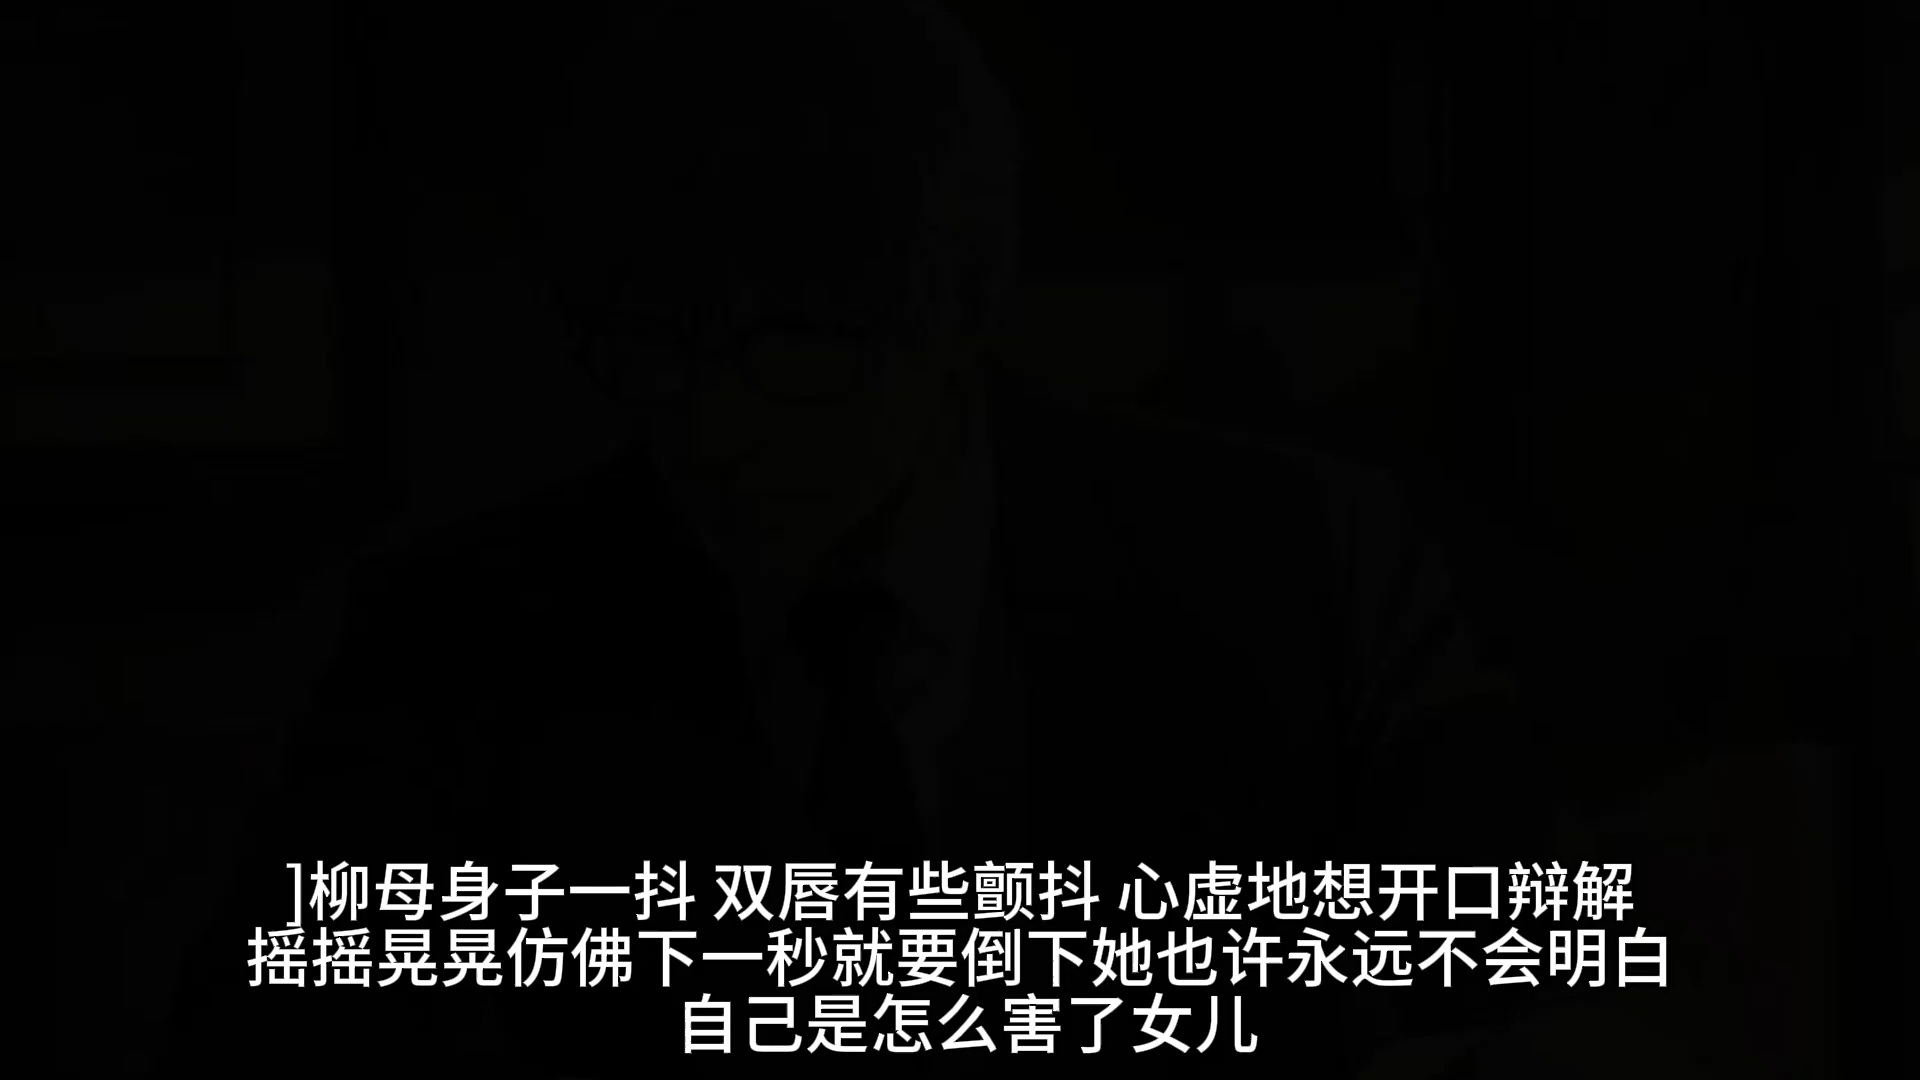 ]柳母身子一抖 双唇有些颤抖 心虚地想开口辩解
摇摇晃晃仿佛下一秒就要倒下她也许永远不会明白
自己是怎么害了女儿